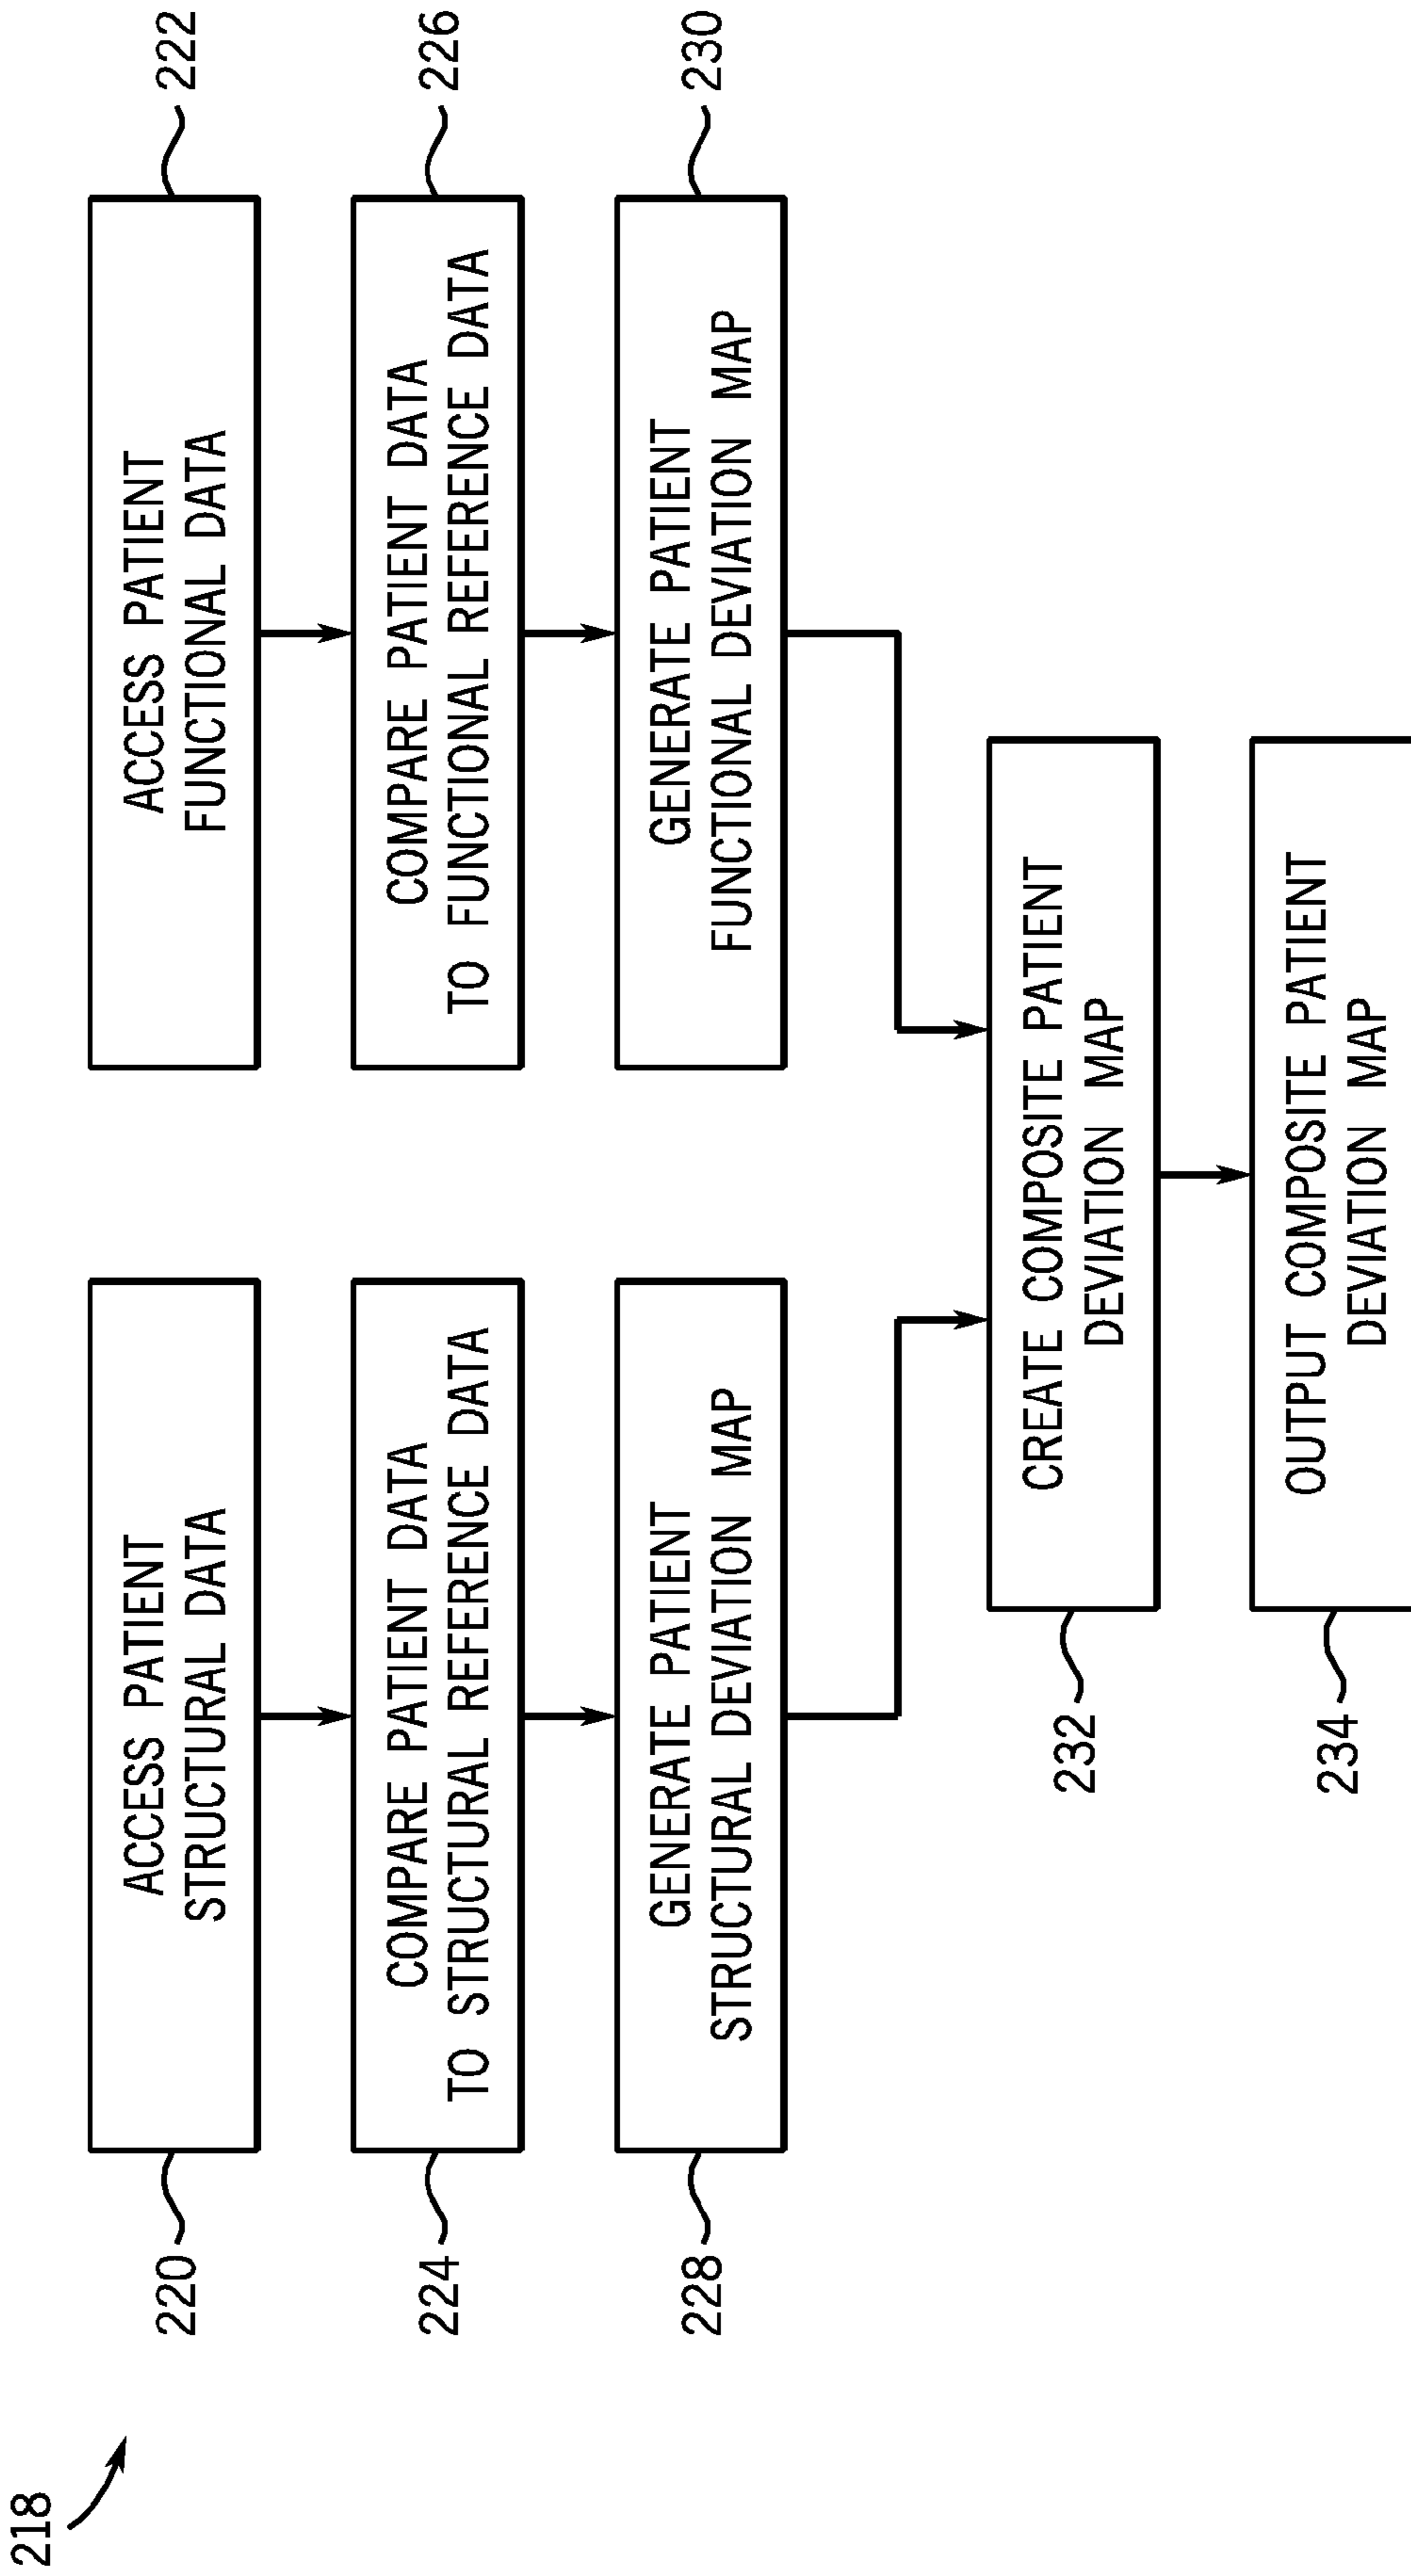 218
220
ACCESS PATIENT
STRUCTURAL DATA
ACCESS PATIENT
FUNCTIONAL DATA
222
224
COMPARE PATIENT DATA
TO STRUCTURAL REFERENCE DATA
COMPARE PATIENT DATA
TO FUNCTIONAL REFERENCE DATA
226
228
GENERATE PATIENT
STRUCTURAL DEVIATION MAP
GENERATE PATIENT
FUNCTIONAL DEVIATION MAP
230
232
CREATE COMPOSITE PATIENT
DEVIATION MAP
234
OUTPUT COMPOSITE PATIENT
DEVIATION MAP